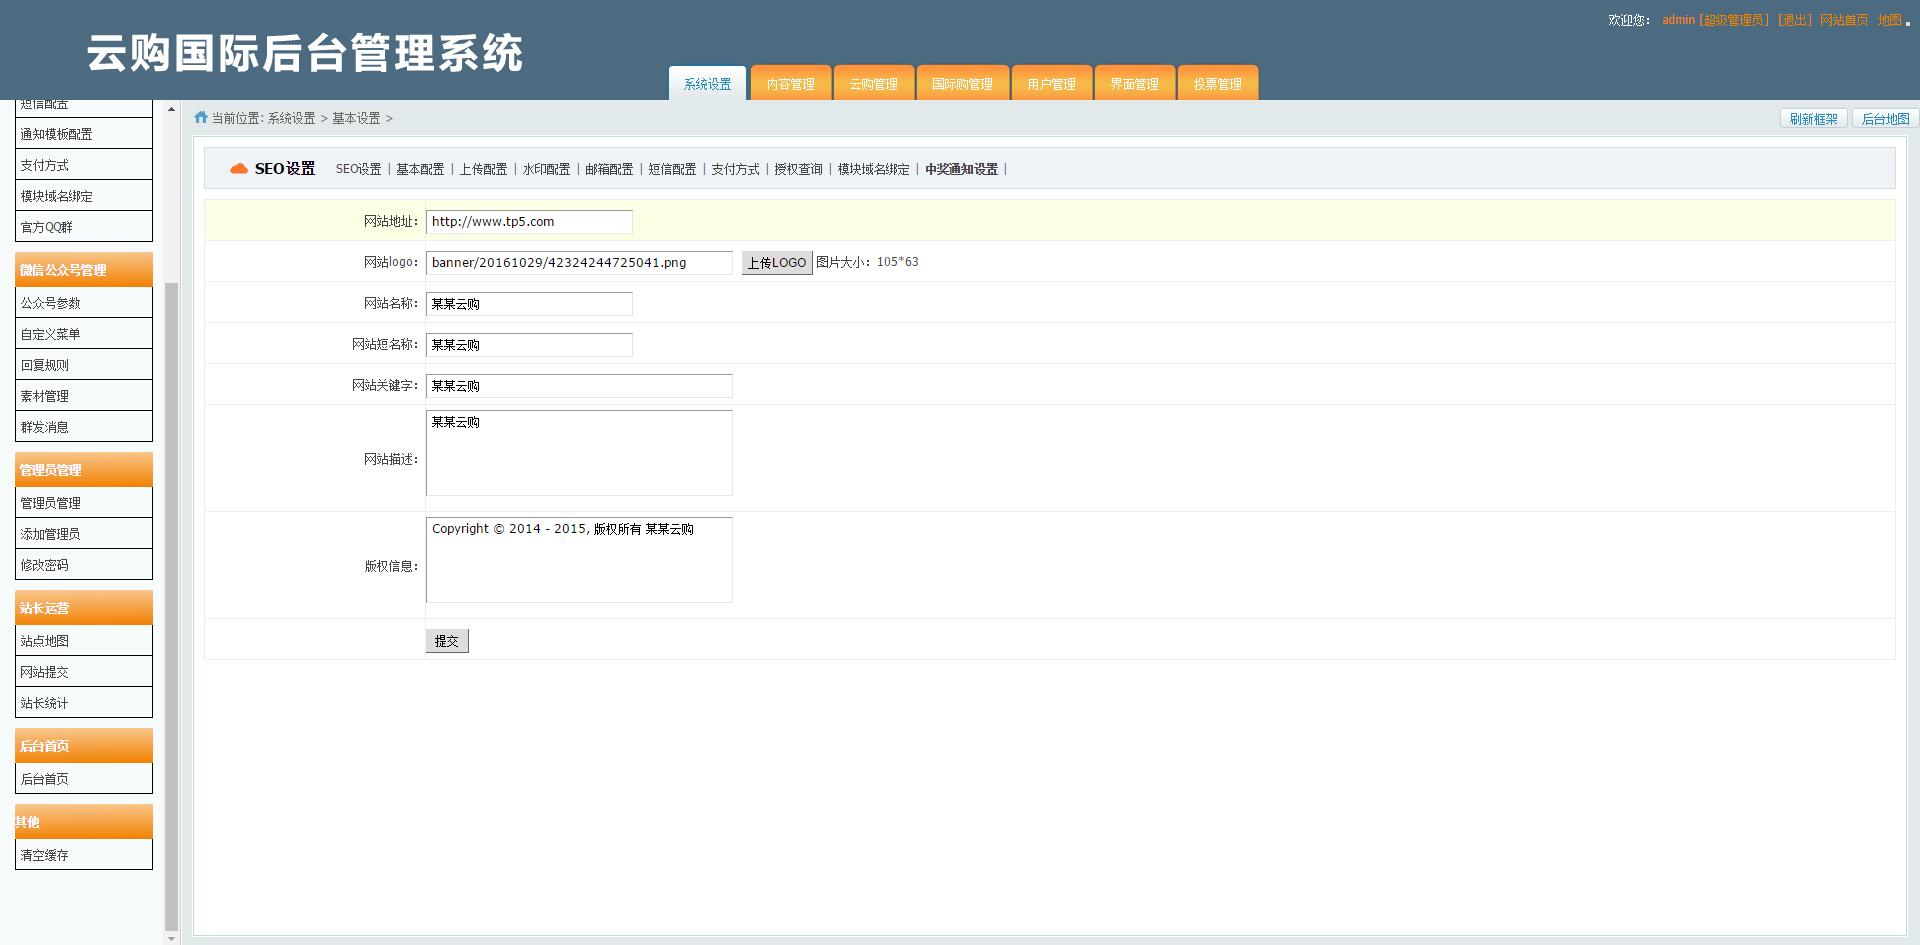 云购国际后台管理系统
欢迎您： admin [超级管理员] [退出] 网站首页 地图
系统设置 内容管理 云购管理 国际购管理 用户管理 界面管理 投票管理
短信配置
通知模板配置
支付方式
模块域名绑定
官方QQ群
微信公众号管理
公众号参数
自定义菜单
回复规则
素材管理
群发消息
管理员管理
管理员管理
添加管理员
修改密码
站长运营
站点地图
网站提交
站长统计
后台首页
后台首页
其他
清空缓存
当前位置: 系统设置 > 基本设置 >
刷新框架 后台地图
SEO设置 SEO设置 | 基本配置 | 上传配置 | 水印配置 | 邮箱配置 | 短信配置 | 支付方式 | 授权查询 | 模块域名绑定 | 中奖通知设置 |
网站地址： http://www.tp5.com
网站logo： banner/20161029/42324244725041.png 上传LOGO 图片大小：105*63
网站名称： 某某云购
网站短名称： 某某云购
网站关键字： 某某云购
网站描述： 某某云购
版权信息： Copyright © 2014 - 2015, 版权所有 某某云购
提交